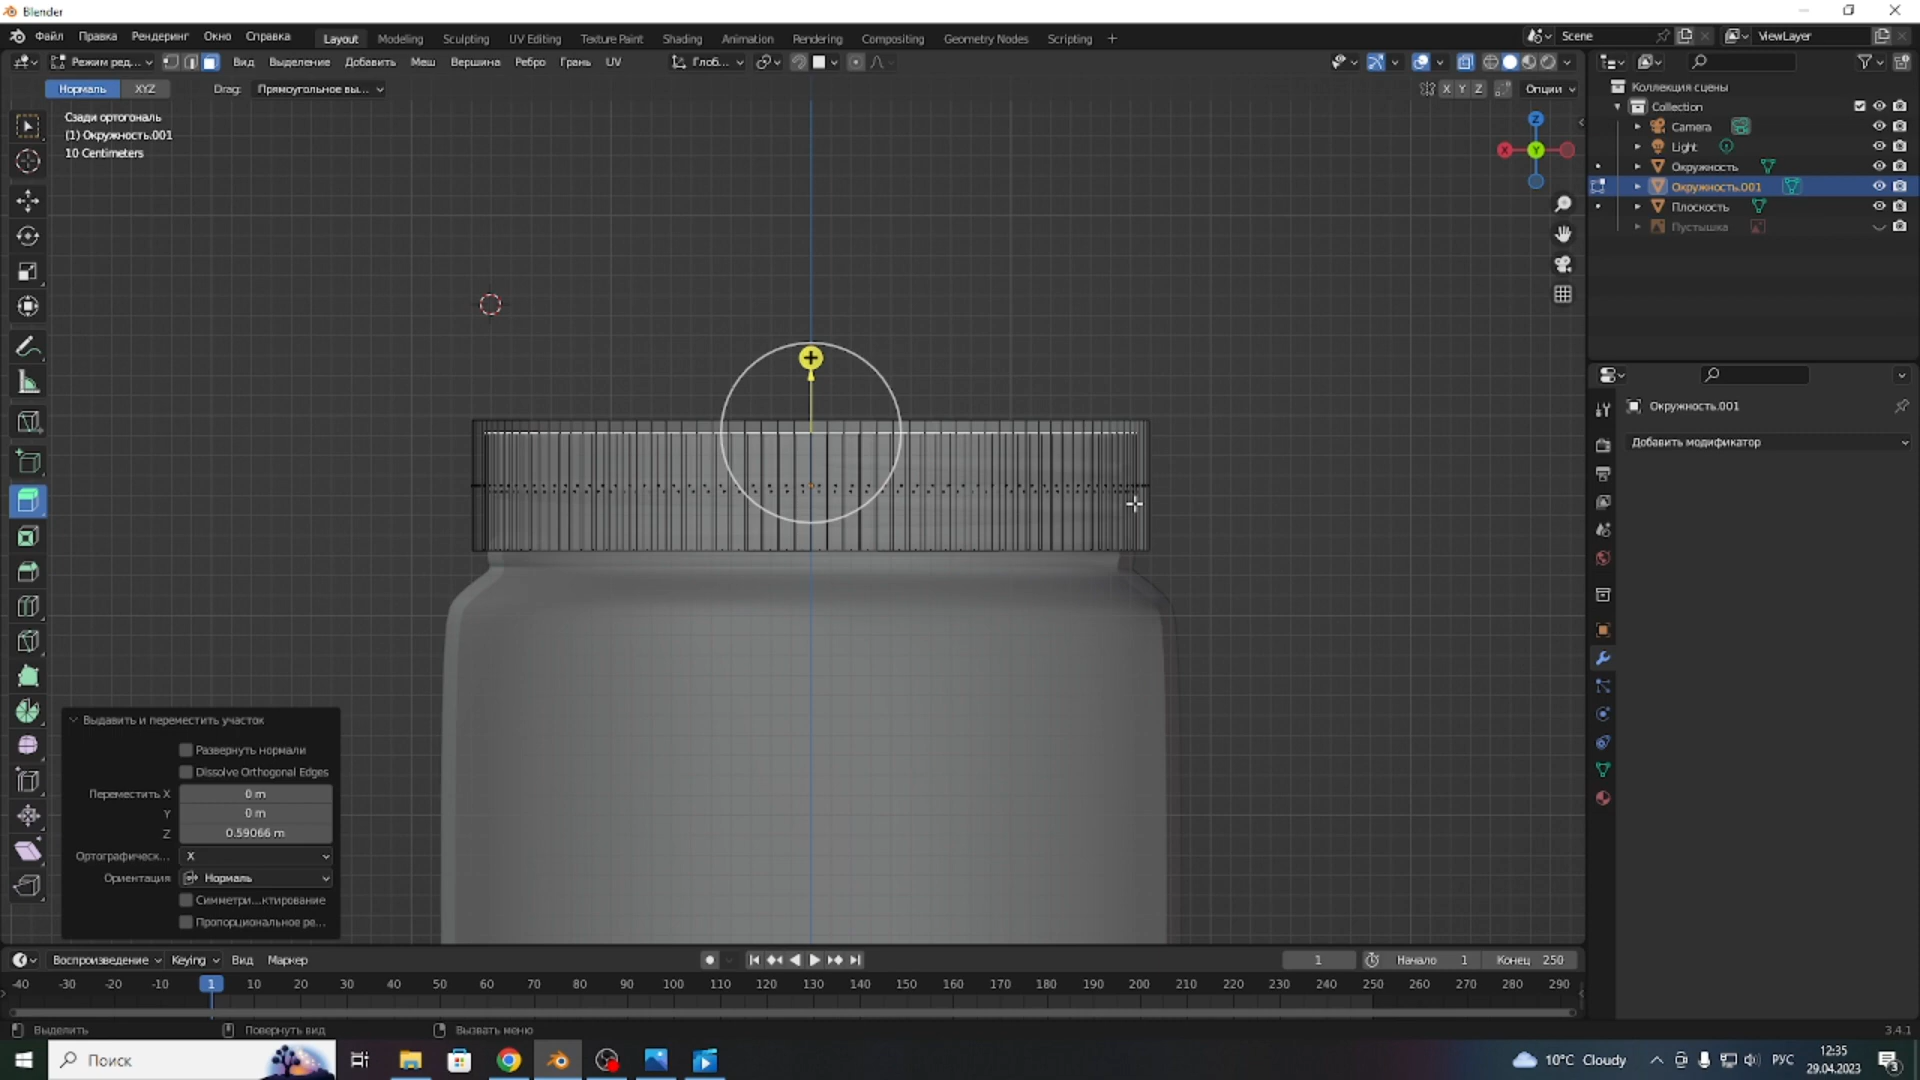 Blender
Файл Правка Рендеринг Окно Справка Layout Modeling Sculpting UV Editing Texture Paint Shading Animation Rendering Compositing Geometry Nodes Scripting + Scene ViewLayer
Режим ред... Вид Выделение Добавить Меш Вершина Ребро Грань UV Глоб...
Нормаль XYZ Drag: Прямоугольное вы... X Y Z Опции
Сзади ортогональ
(1) Окружность.001
10 Centimeters
Z
X Y
Коллекция сцены
Collection
Camera
Light
Окружность
Окружность.001
Плоскость
Пустышка
Окружность.001
Добавить модификатор
Выдавить и переместить участок
Развернуть нормали
Dissolve Orthogonal Edges
Переместить X 0 m
Y 0 m
Z 0.59066 m
Ортографическ... X
Ориентация Нормаль
Симметри...ктирование
Пропорциональное ре...
Воспроизведение Keying Вид Маркер 1 Начало 1 Конец 250
-40 -30 -20 -10 1 10 20 30 40 50 60 70 80 90 100 110 120 130 140 150 160 170 180 190 200 210 220 230 240 250 260 270 280 290
Выделить Повернуть вид Вызвать меню 3.4.1
Поиск 10°C Cloudy РУС 12:35
29.04.2023 3